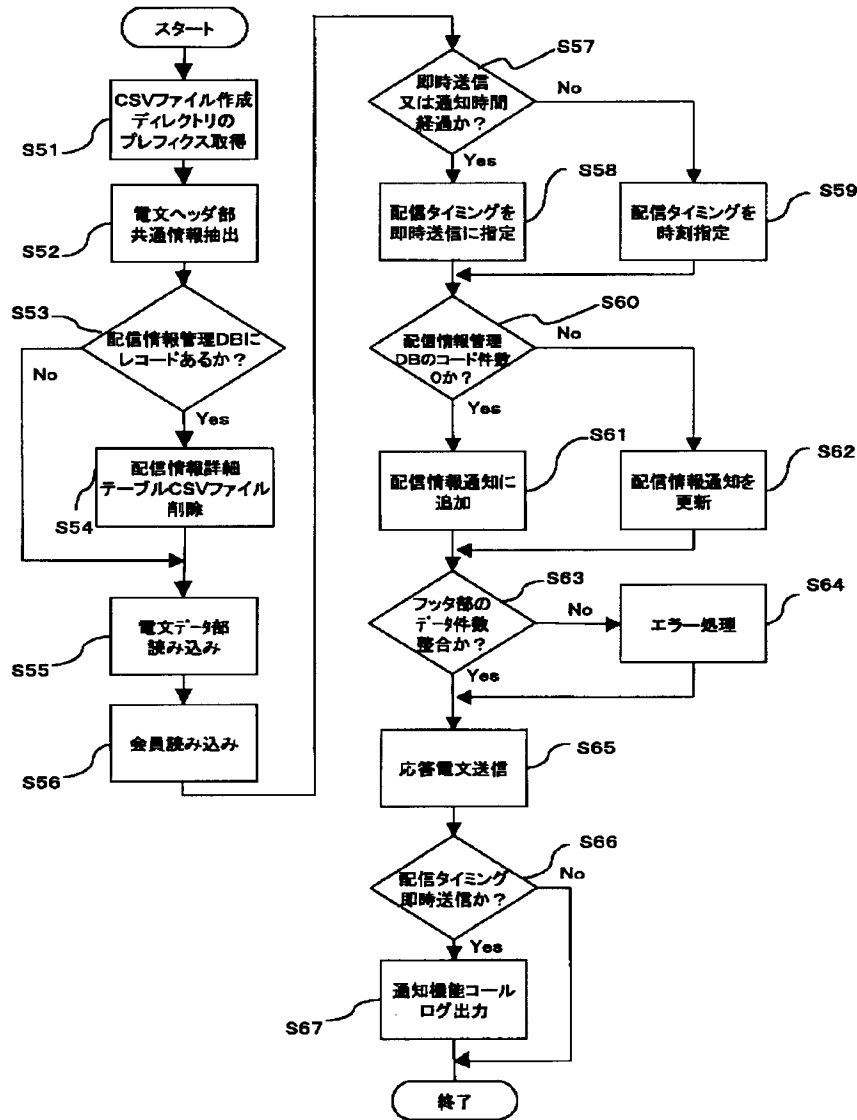 スタート
CSVファイル作成
ディレクトリの
プレフィクス取得
S51
電文ヘッダ部
共通情報抽出
S52
S53
配信情報管理DBに
レコードあるか？
No
Yes
配信情報詳細
テーブルCSVファイル
削除
S54
電文データ部
読み込み
S55
会員読み込み
S56
S57
即時送信
又は通知時間
経過か？
No
Yes
S58
配信タイミングを
即時送信に指定
S59
配信タイミングを
時刻指定
S60
配信情報管理
DBのコード件数
0か？
No
Yes
S61
配信情報通知に
追加
S62
配信情報通知を
更新
S63
フッタ部の
データ件数
整合か？
No
Yes
S64
エラー処理
応答電文送信
S65
S66
配信タイミング
即時送信か？
No
Yes
通知機能コール
ログ出力
S67
終了